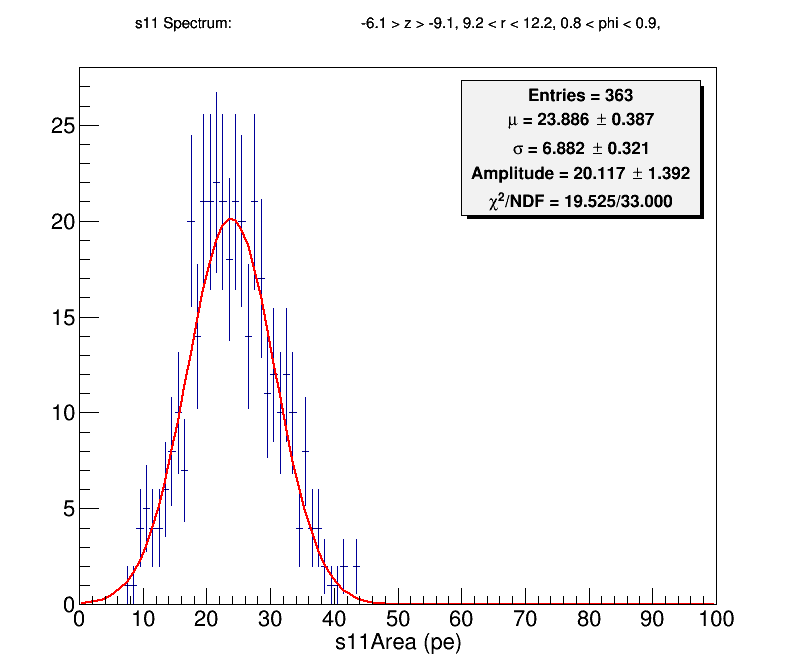 s11 Spectrum: -6.1 > z > -9.1, 9.2 < r < 12.2, 0.8 < phi < 0.9,
Entries = 363
μ = 23.886 ± 0.387
σ = 6.882 ± 0.321
Amplitude = 20.117 ± 1.392
χ²/NDF = 19.525/33.000
25
20
15
10
5
0
0 10 20 30 40 50 60 70 80 90 100
s11Area (pe)